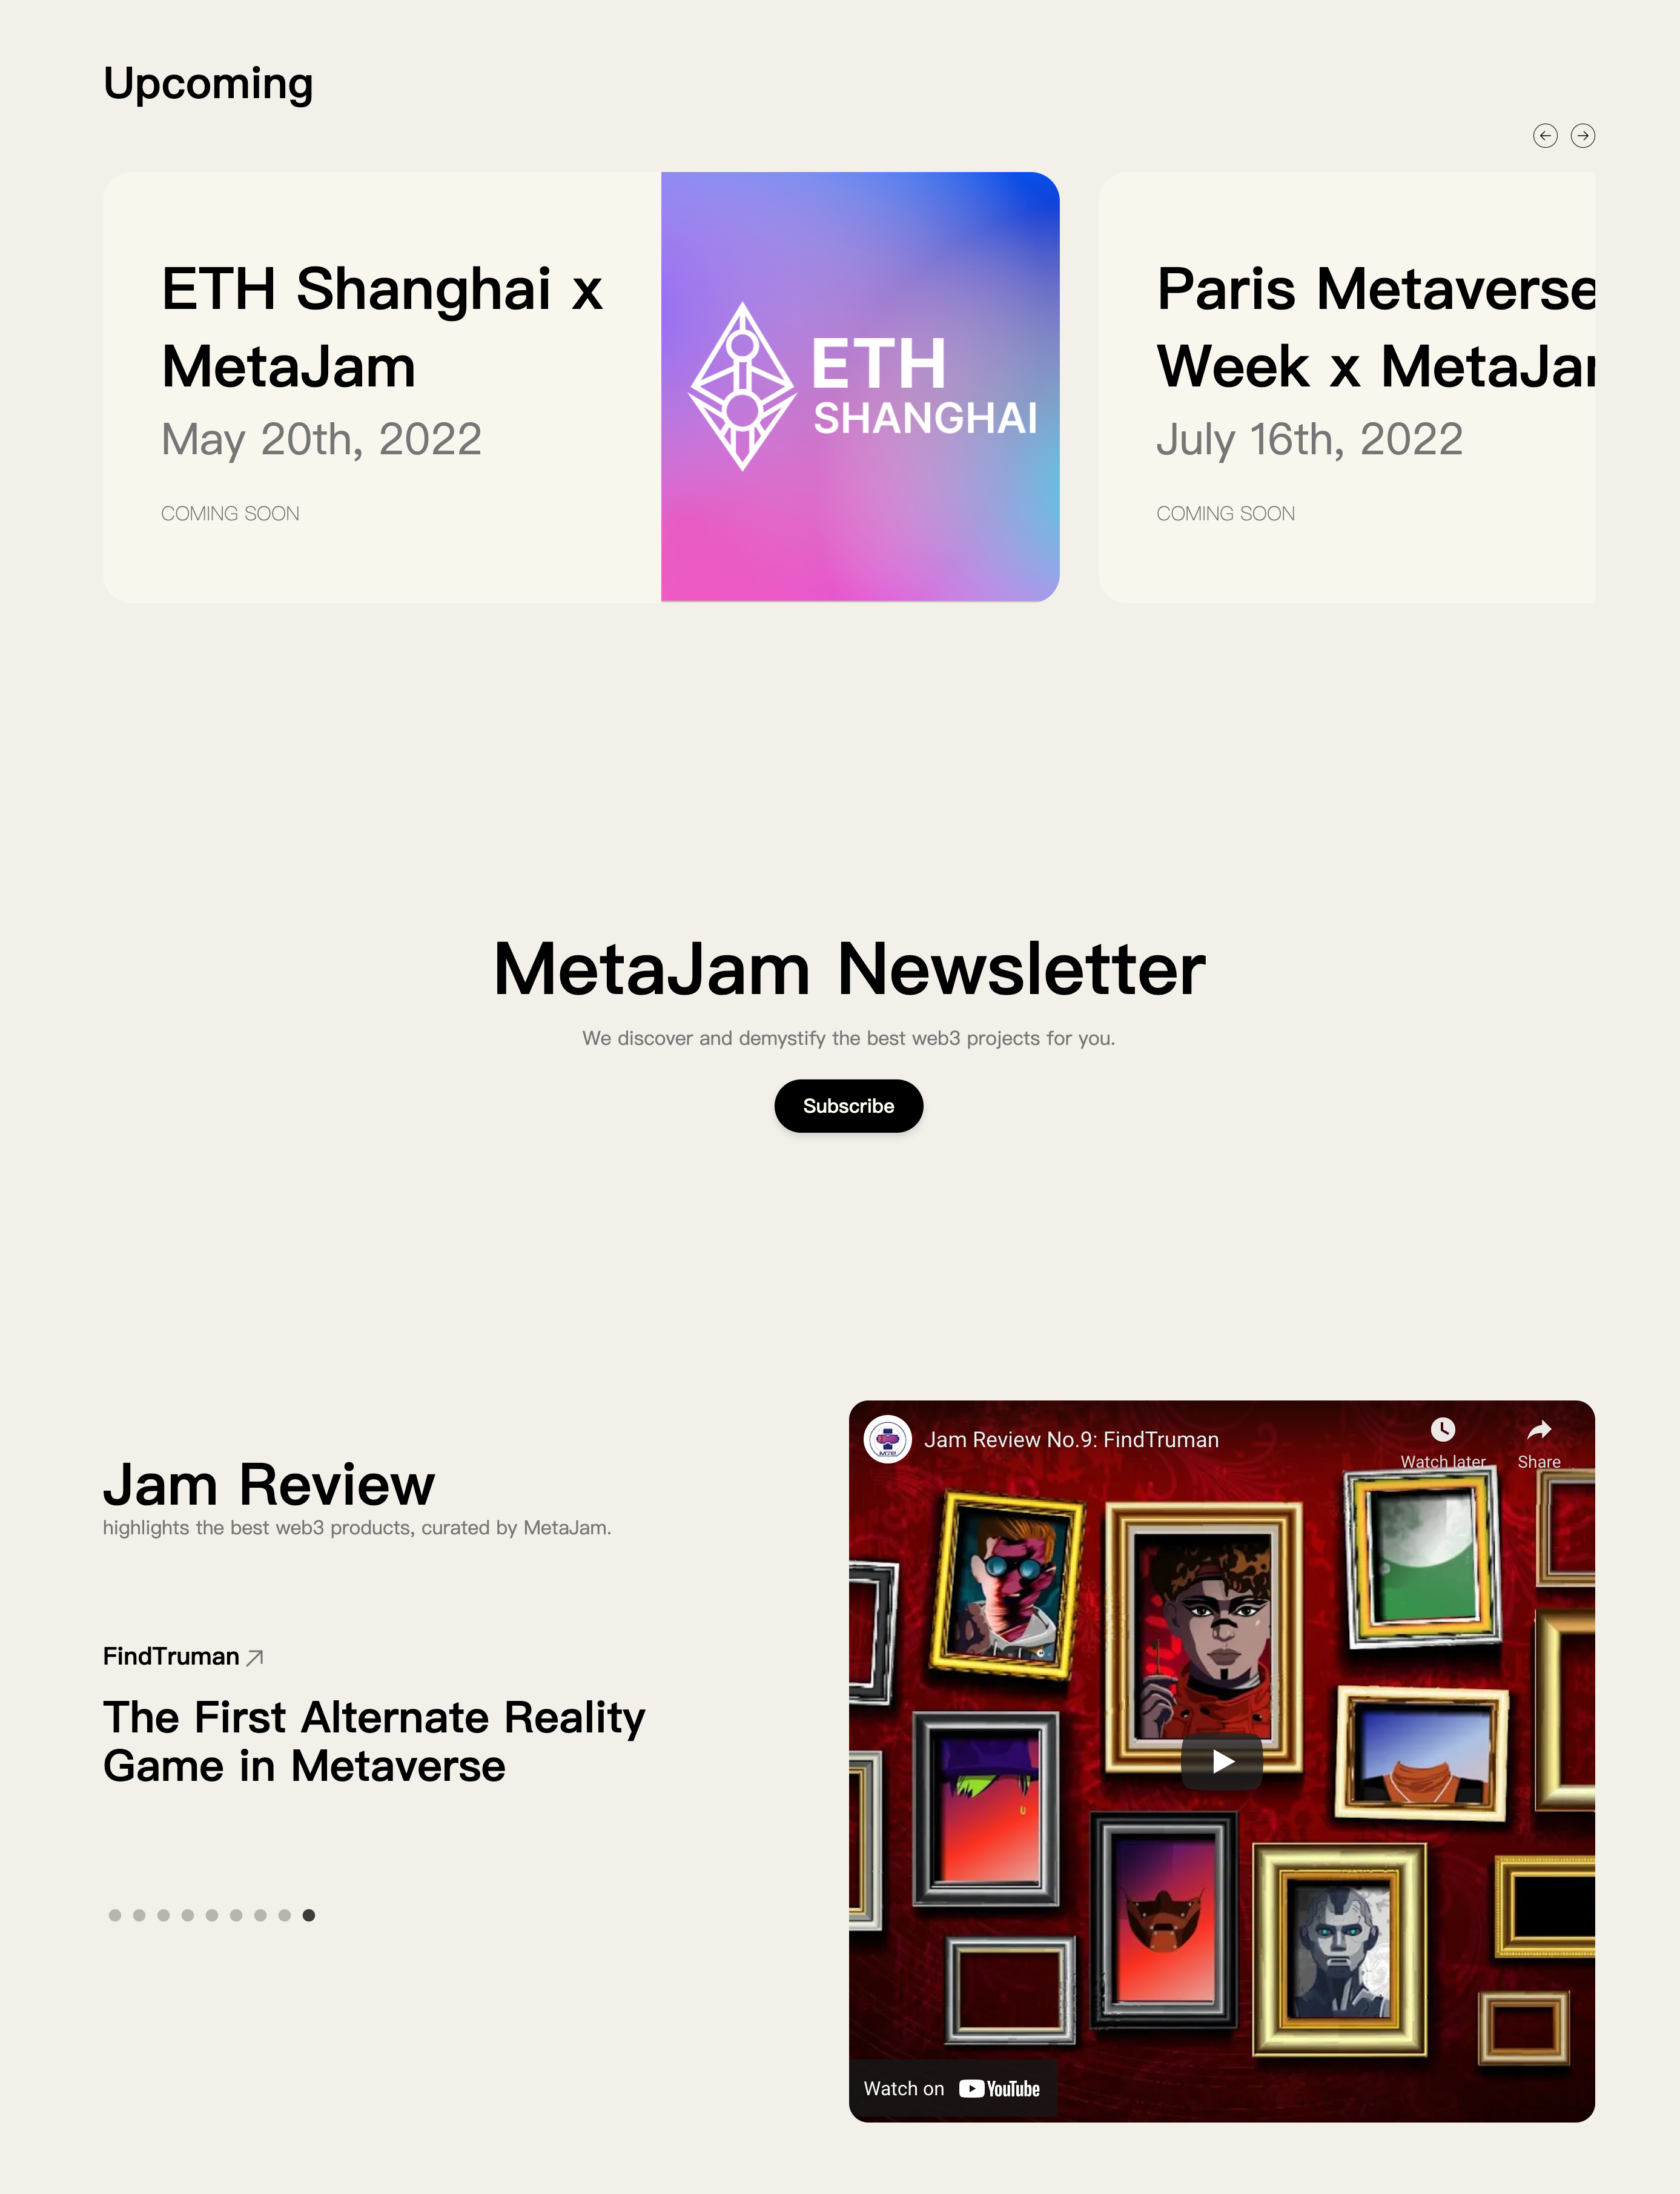 Upcoming
ETH Shanghai x
MetaJam
May 20th, 2022
COMING SOON
ETH
SHANGHAI
Paris Metaverse
Week x MetaJam
July 16th, 2022
COMING SOON
MetaJam Newsletter
We discover and demystify the best web3 projects for you.
Subscribe
Jam Review
highlights the best web3 products, curated by MetaJam.
FindTruman
The First Alternate Reality
Game in Metaverse
Jam Review No.9: FindTruman
Watch later
Share
Watch on YouTube